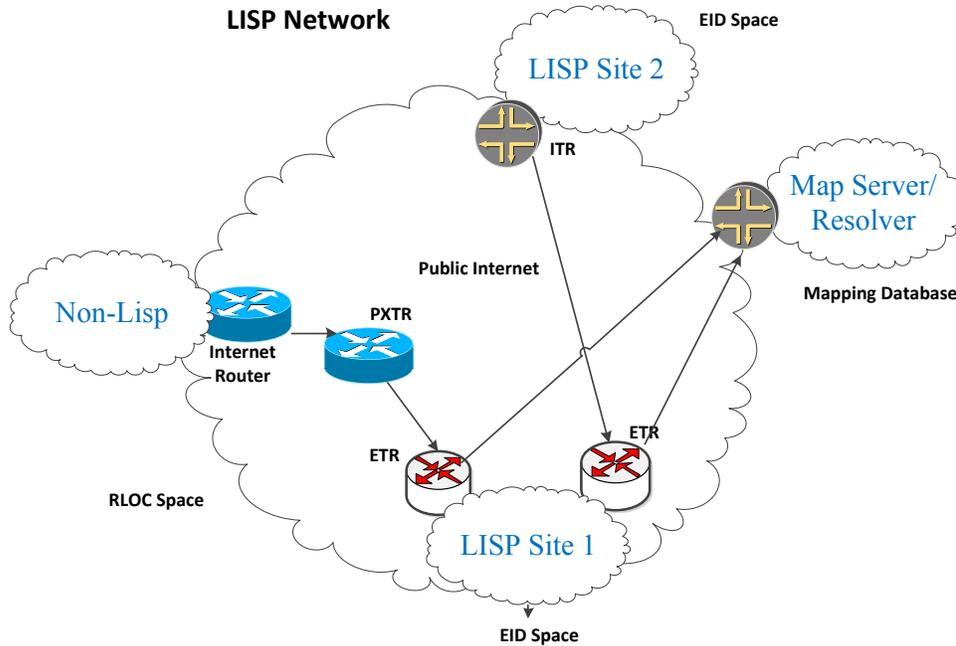 LISP Network
EID Space
LISP Site 2
ITR
Map Server/
Resolver
Public Internet
Mapping Database
Non-Lisp
PXTR
Internet
Router
ETR
ETR
RLOC Space
LISP Site 1
EID Space